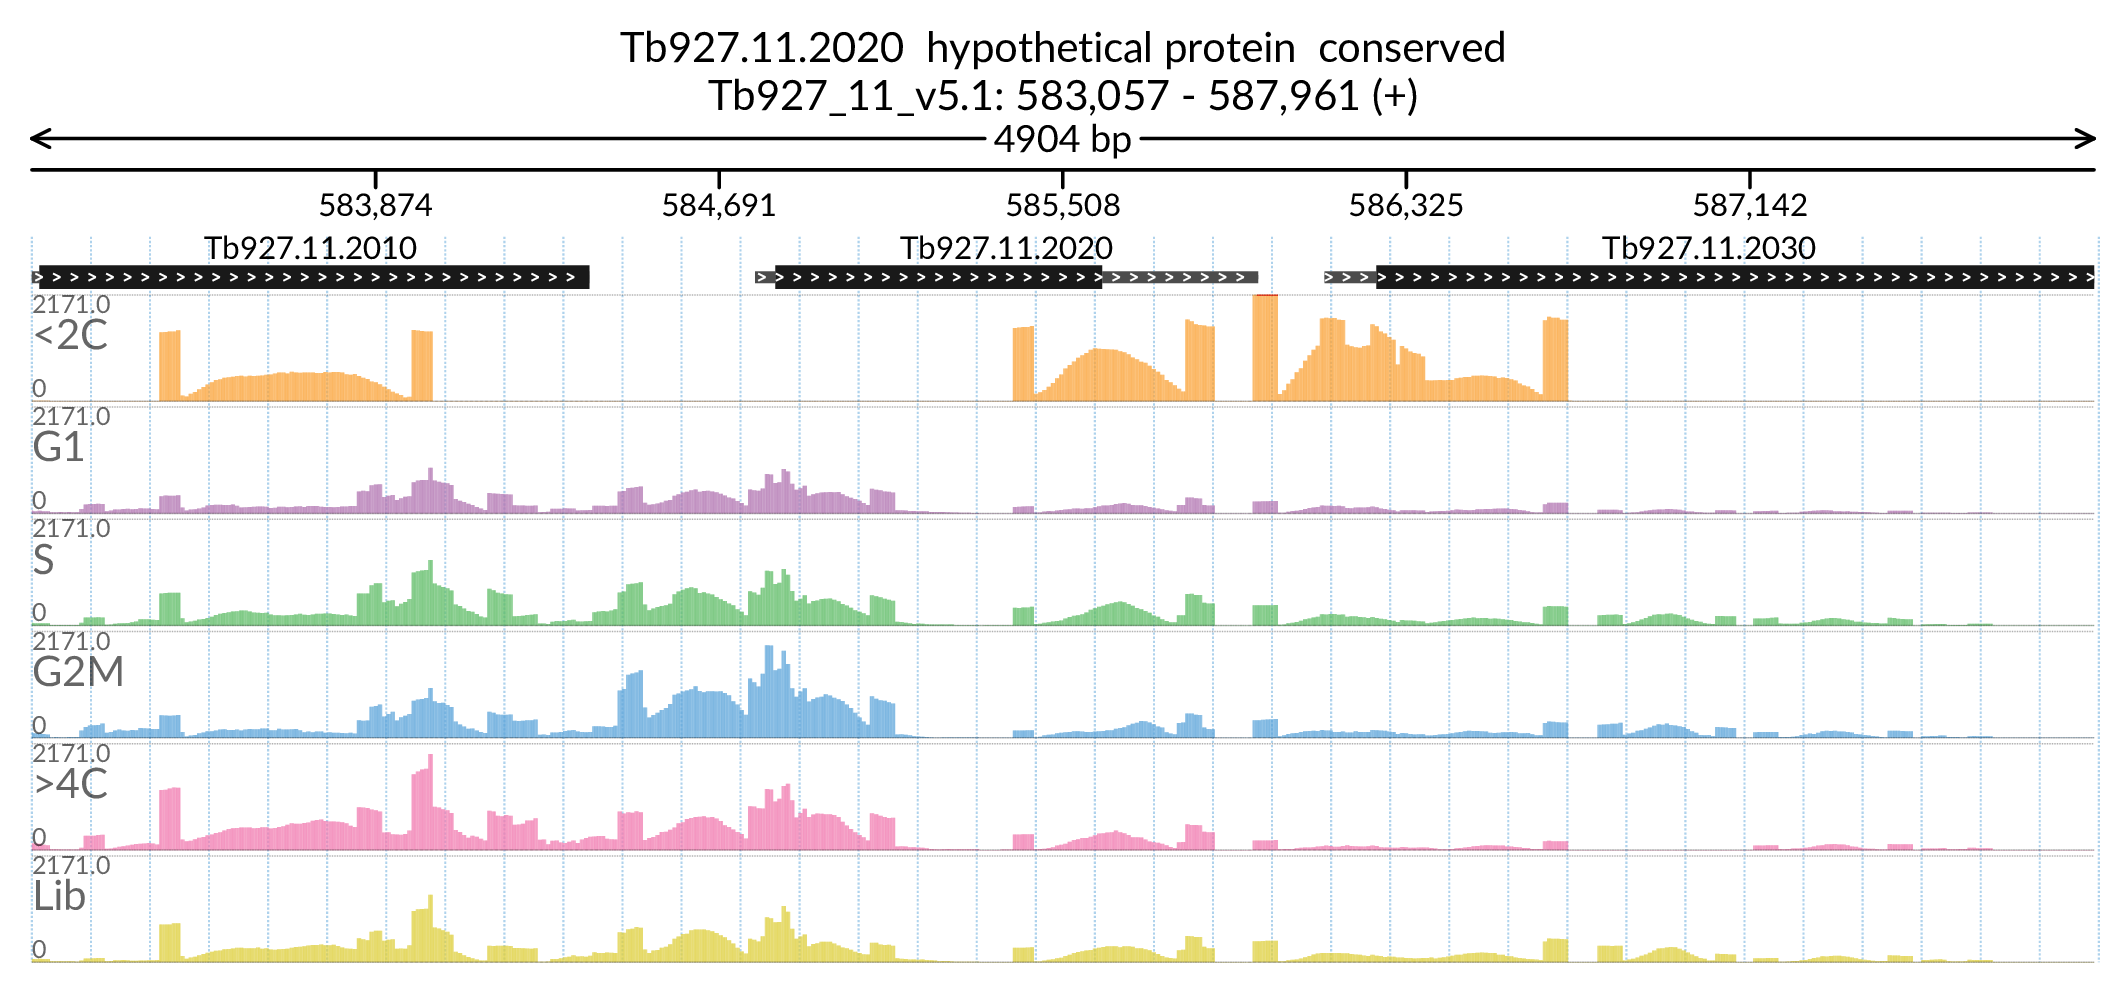 Tb927.11.2020 hypothetical protein conserved
Tb927_11_v5.1: 583,057 - 587,961 (+)
4904 bp
583,874 584,691 585,508 586,325 587,142
Tb927.11.2010 Tb927.11.2020 Tb927.11.2030
2171.0
<2C
0
2171.0
G1
0
2171.0
S
0
2171.0
G2M
0
2171.0
>4C
0
2171.0
Lib
0